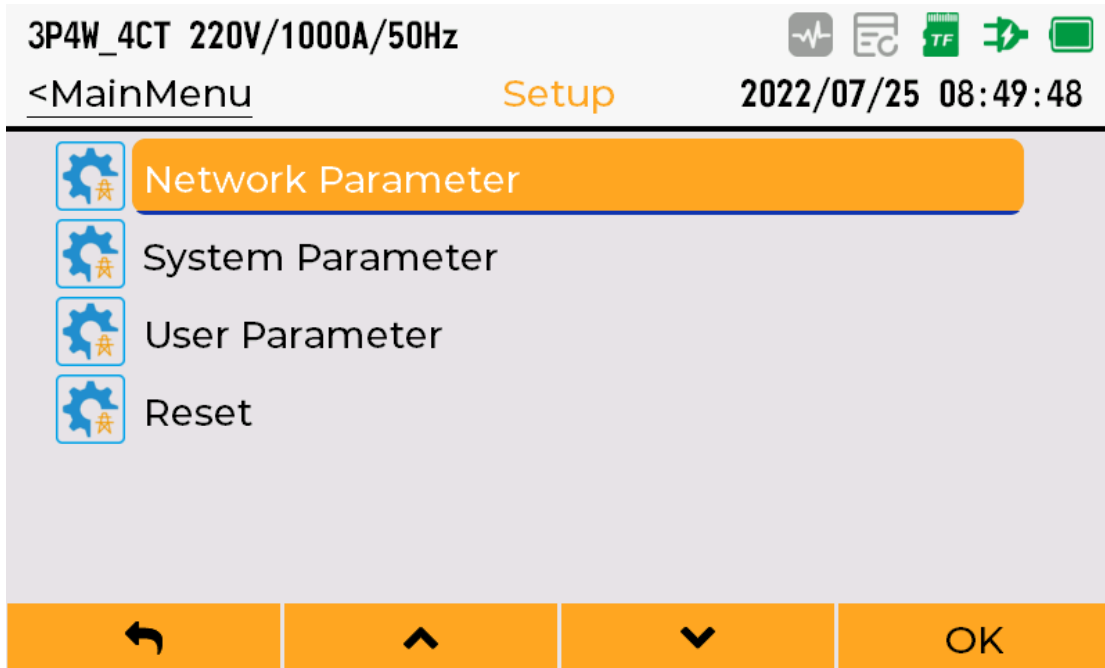 3P4W_4CT 220V/1000A/50Hz TF
<MainMenu Setup 2022/07/25 08:49:48
Network Parameter
System Parameter
User Parameter
Reset
OK